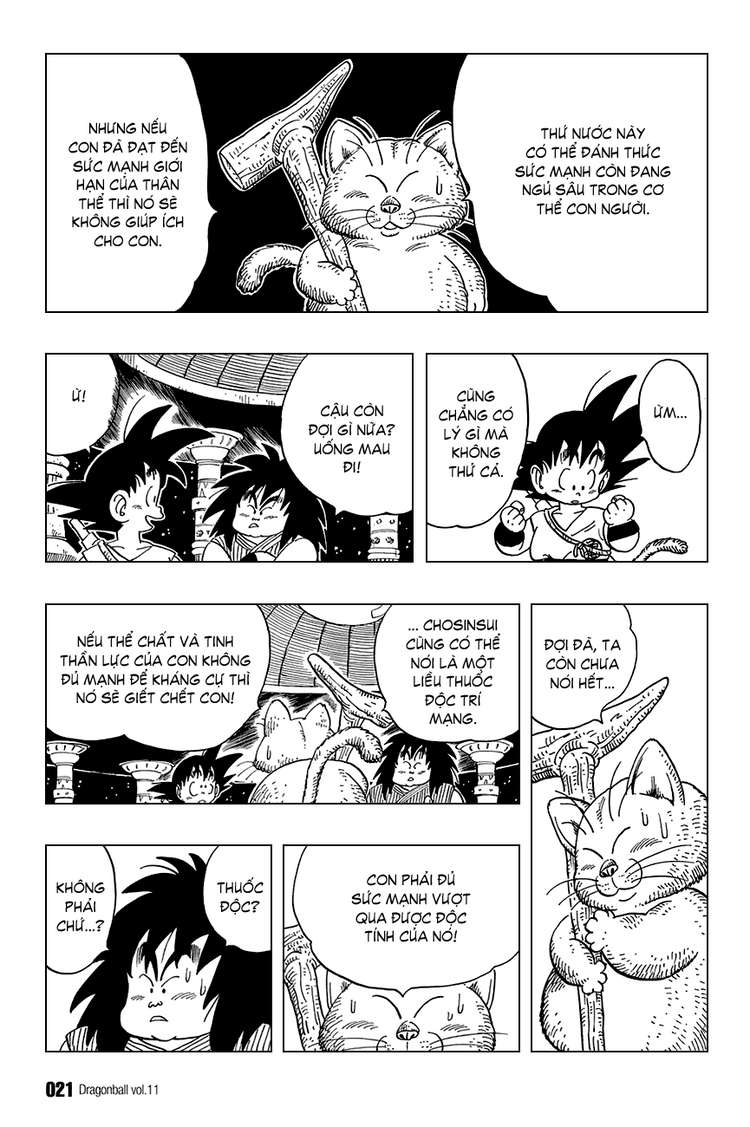 THỨ NƯỚC NÀY
CÓ THỂ ĐÁNH THỨC
SỨC MẠNH CÒN ĐANG
NGỦ SÂU TRONG CƠ
THỂ CON NGƯỜI.
NHƯNG NẾU
CON ĐÃ ĐẠT ĐẾN
SỨC MẠNH GIỚI
HẠN CỦA THÂN
THỂ THÌ NÓ SẼ
KHÔNG GIÚP ÍCH
CHO CON.
ỪM...
CŨNG
CHẲNG CÓ
LÝ GÌ MÀ
KHÔNG
THỬ CẢ.
CẬU CÒN
ĐỢI GÌ NỮA?
UỐNG MAU
ĐI!
Ừ!
ĐỢI ĐÃ, TA
CÒN CHƯA
NÓI HẾT...
... CHOSINSUI
CŨNG CÓ THỂ
NÓI LÀ MỘT
LIỀU THUỐC
ĐỘC TRÍ
MẠNG.
NẾU THỂ CHẤT VÀ TINH
THẦN LỰC CỦA CON KHÔNG
ĐỦ MẠNH ĐỂ KHÁNG CỰ THÌ
NÓ SẼ GIẾT CHẾT CON!
CON PHẢI ĐỦ
SỨC MẠNH VƯỢT
QUA ĐƯỢC ĐỘC
TÍNH CỦA NÓ!
THUỐC
ĐỘC?
KHÔNG
PHẢI
CHỨ...?
021 Dragonball vol.11